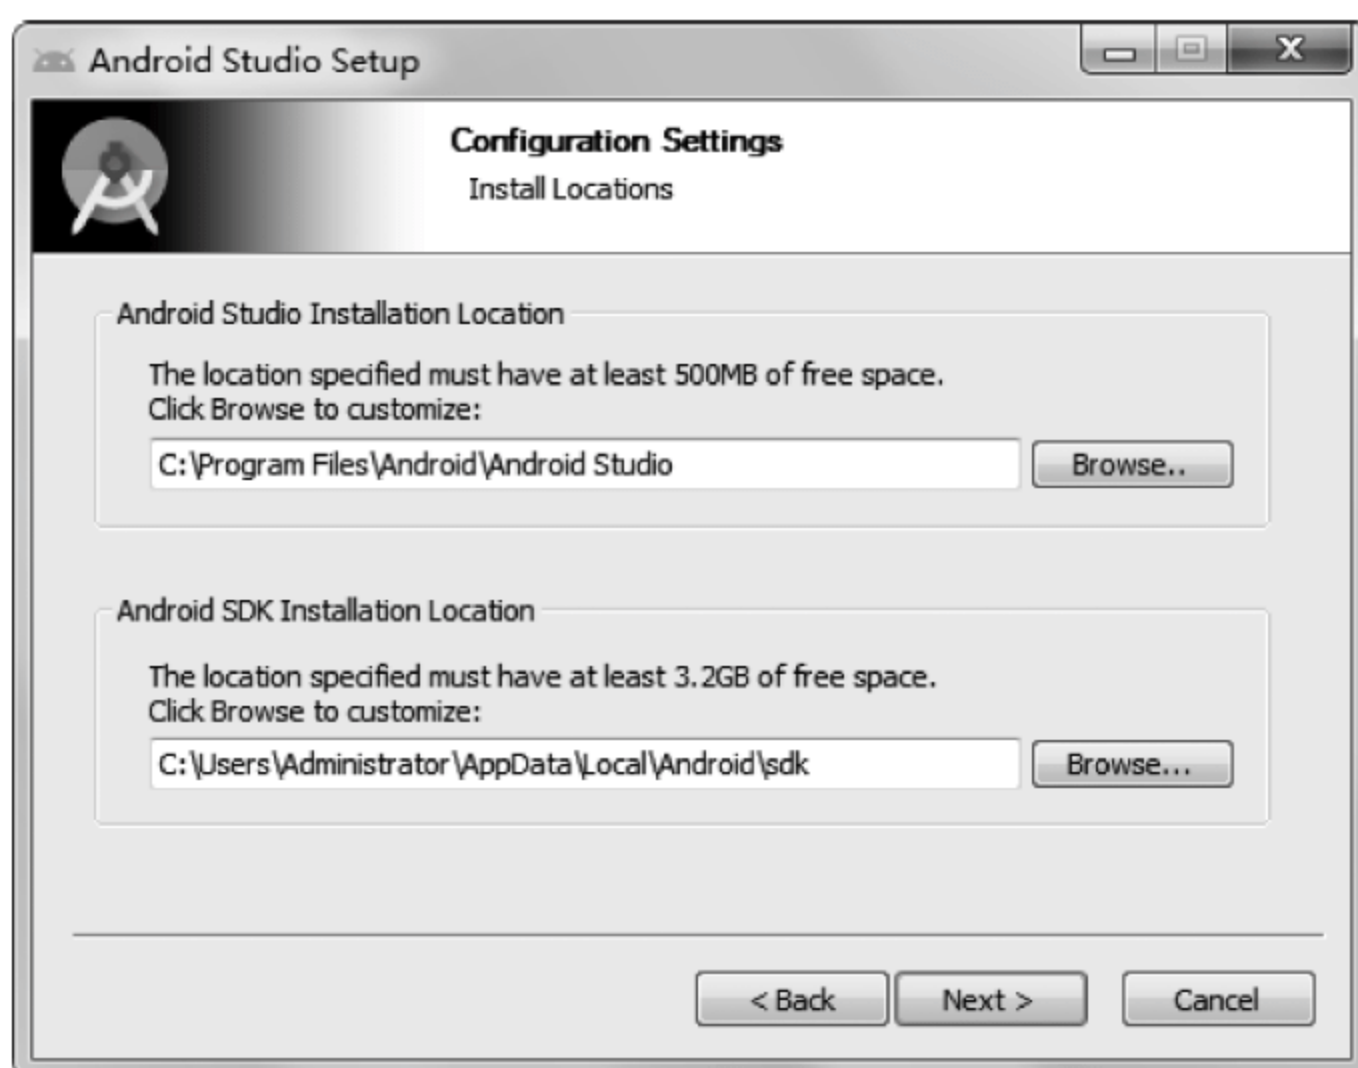 Android Studio Setup
Configuration Settings
Install Locations
Android Studio Installation Location
The location specified must have at least 500MB of free space.
Click Browse to customize:
C:\Program Files\Android\Android Studio
Browse..
Android SDK Installation Location
The location specified must have at least 3.2GB of free space.
Click Browse to customize:
C:\Users\Administrator\AppData\Local\Android\sdk
Browse...
< Back
Next >
Cancel